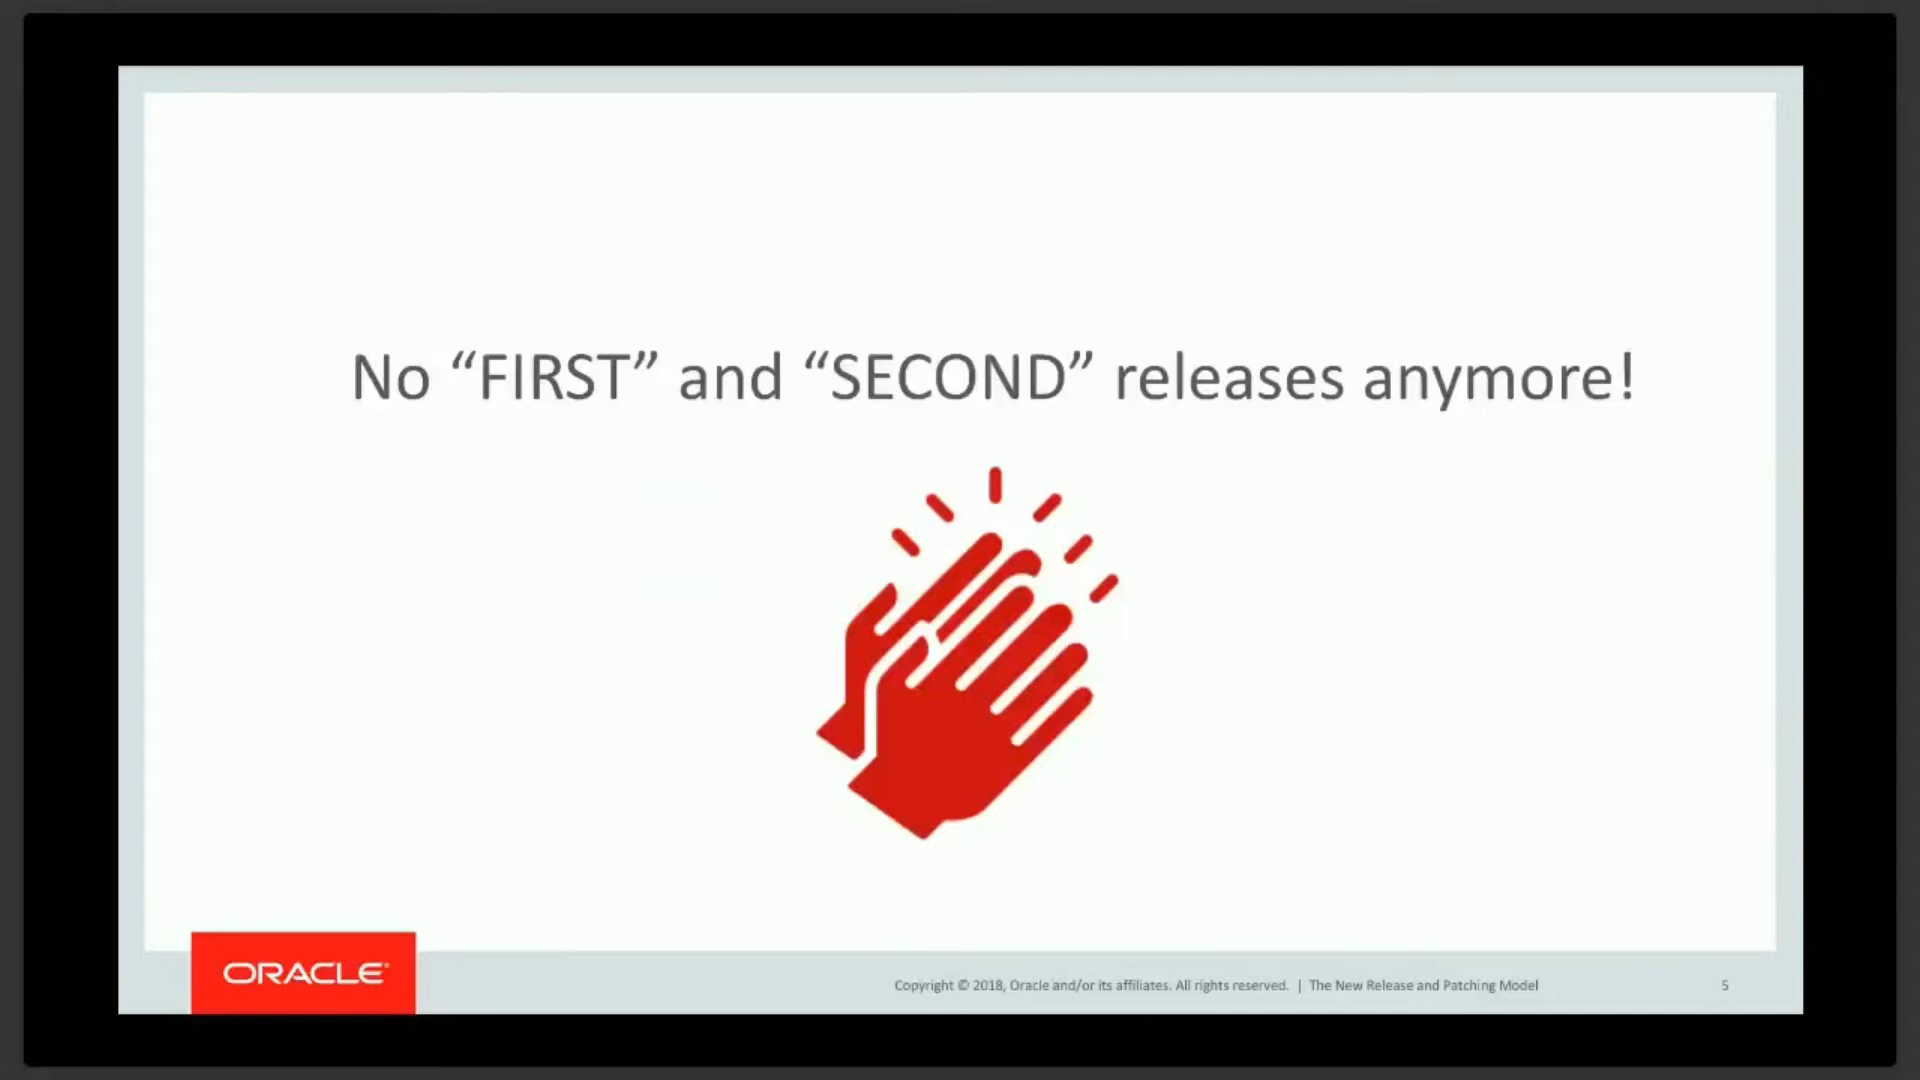 No “FIRST” and “SECOND” releases anymore!
ORACLE®
Copyright © 2018, Oracle and/or its affiliates. All rights reserved. | The New Release and Patching Model 5